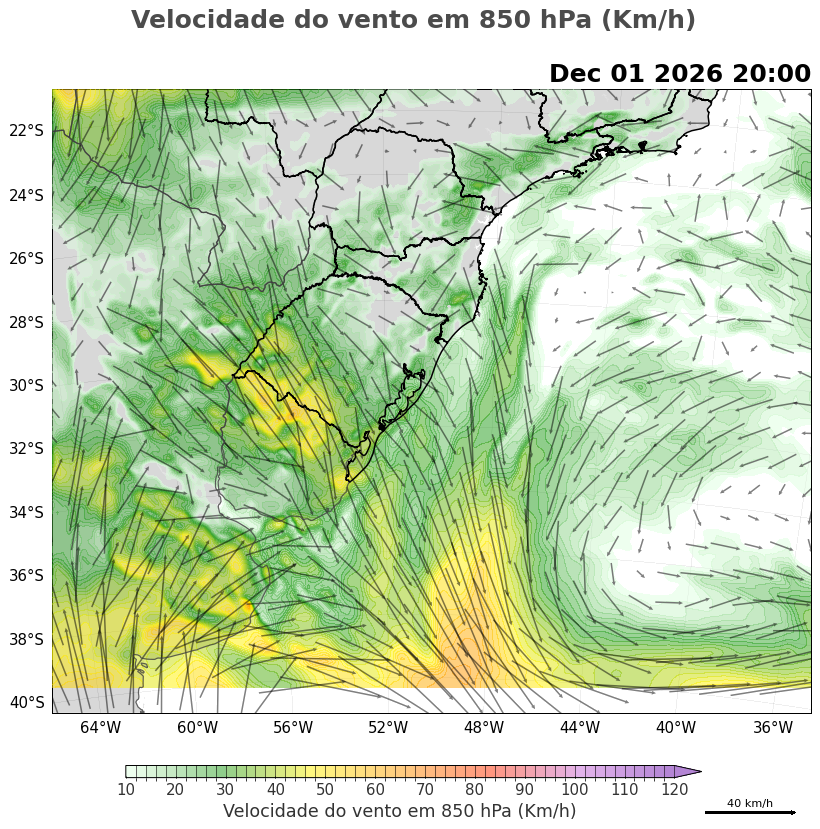 Velocidade do vento em 850 hPa (Km/h)
Dec 01 2026 20:00
22°S
24°S
26°S
28°S
30°S
32°S
34°S
36°S
38°S
40°S
64°W 60°W 56°W 52°W 48°W 44°W 40°W 36°W
10 20 30 40 50 60 70 80 90 100 110 120
Velocidade do vento em 850 hPa (Km/h)
40 km/h